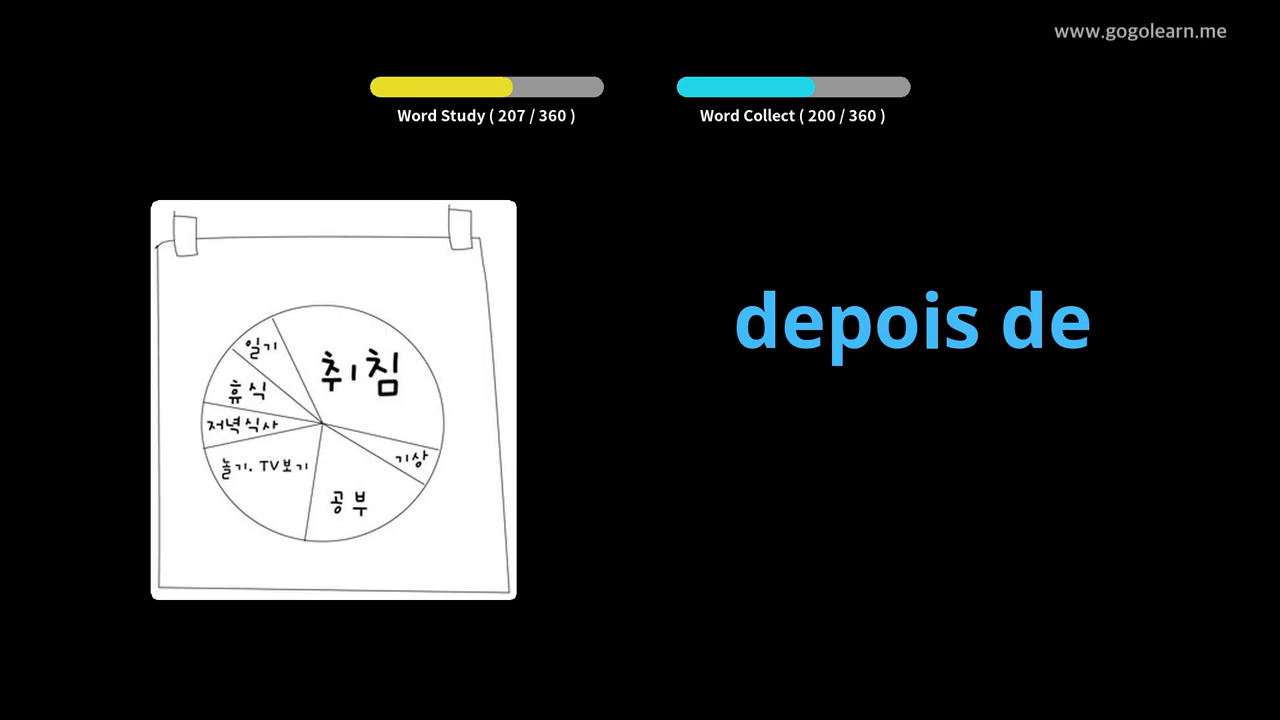 www.gogolearn.me
Word Study ( 207 / 360 )
Word Collect ( 200 / 360 )
일기
취침
휴식
저녁식사
놀기. TV보기
기상
공부
depois de